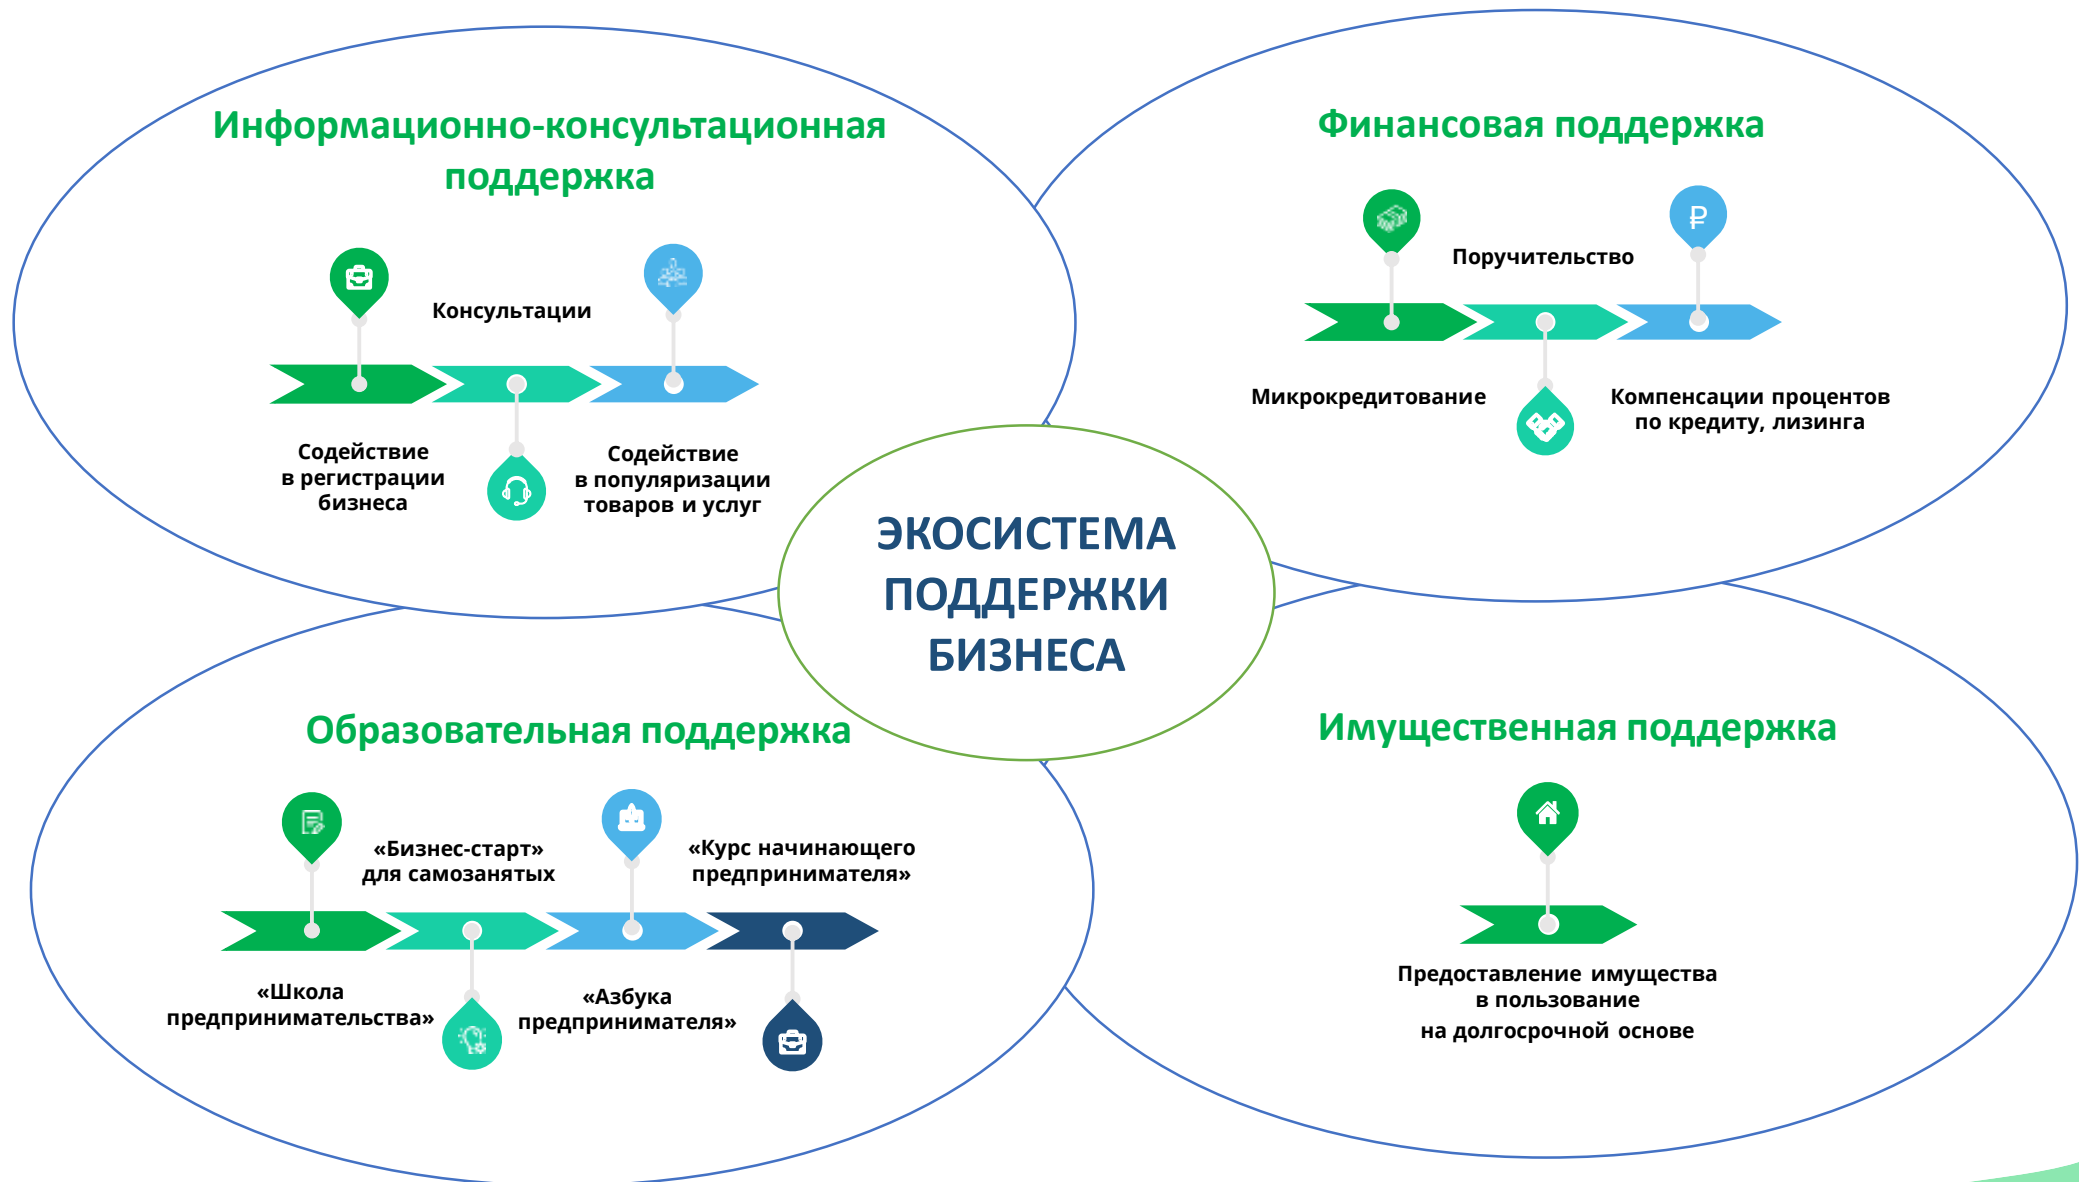 Информационно-консультационная
поддержка
Консультации
Содействие
в регистрации
бизнеса
Содействие
в популяризации
товаров и услуг
Финансовая поддержка
₽
Поручительство
Микрокредитование
Компенсации процентов
по кредиту, лизинга
ЭКОСИСТЕМА
ПОДДЕРЖКИ
БИЗНЕСА
Образовательная поддержка
«Бизнес-старт»
для самозанятых
«Курс начинающего
предпринимателя»
«Школа
предпринимательства»
«Азбука
предпринимателя»
Имущественная поддержка
Предоставление имущества
в пользование
на долгосрочной основе